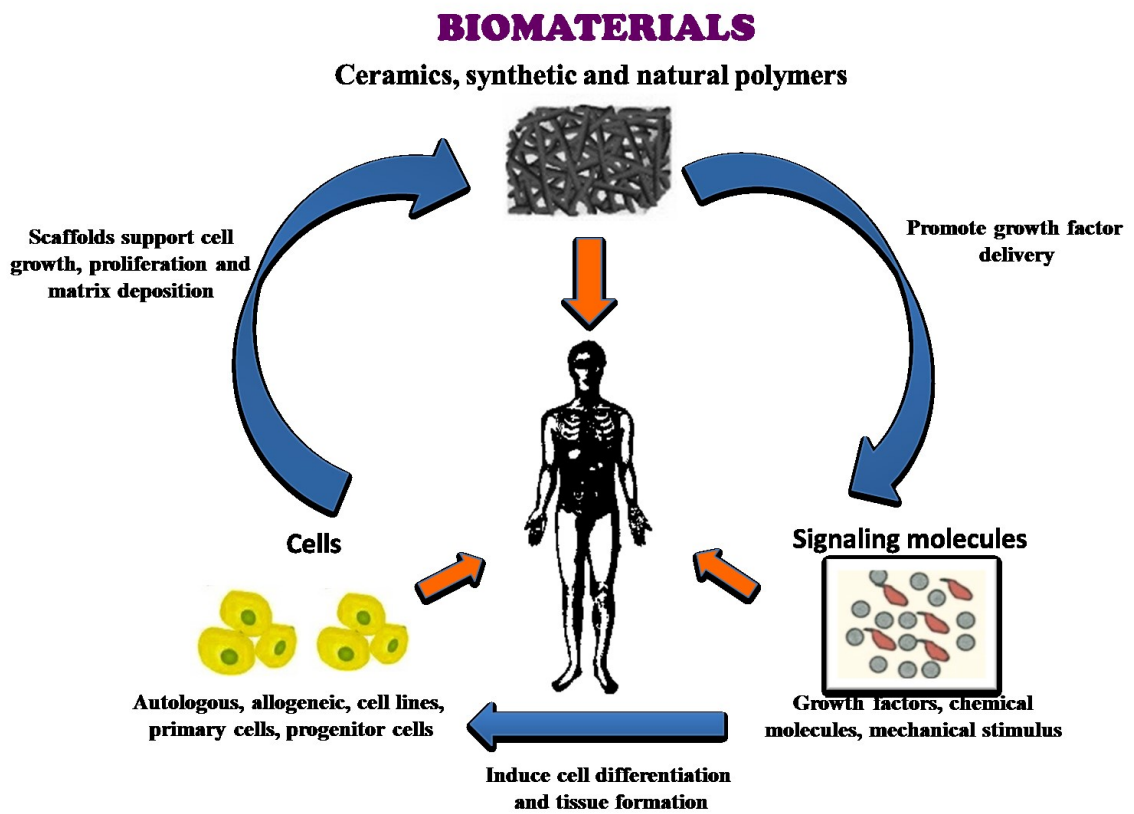 BIOMATERIALS
Ceramics, synthetic and natural polymers
Scaffolds support cell
growth, proliferation and
matrix deposition
Promote growth factor
delivery
Cells
Signaling molecules
Autologous, allogeneic, cell lines,
primary cells, progenitor cells
Growth factors, chemical
molecules, mechanical stimulus
Induce cell differentiation
and tissue formation